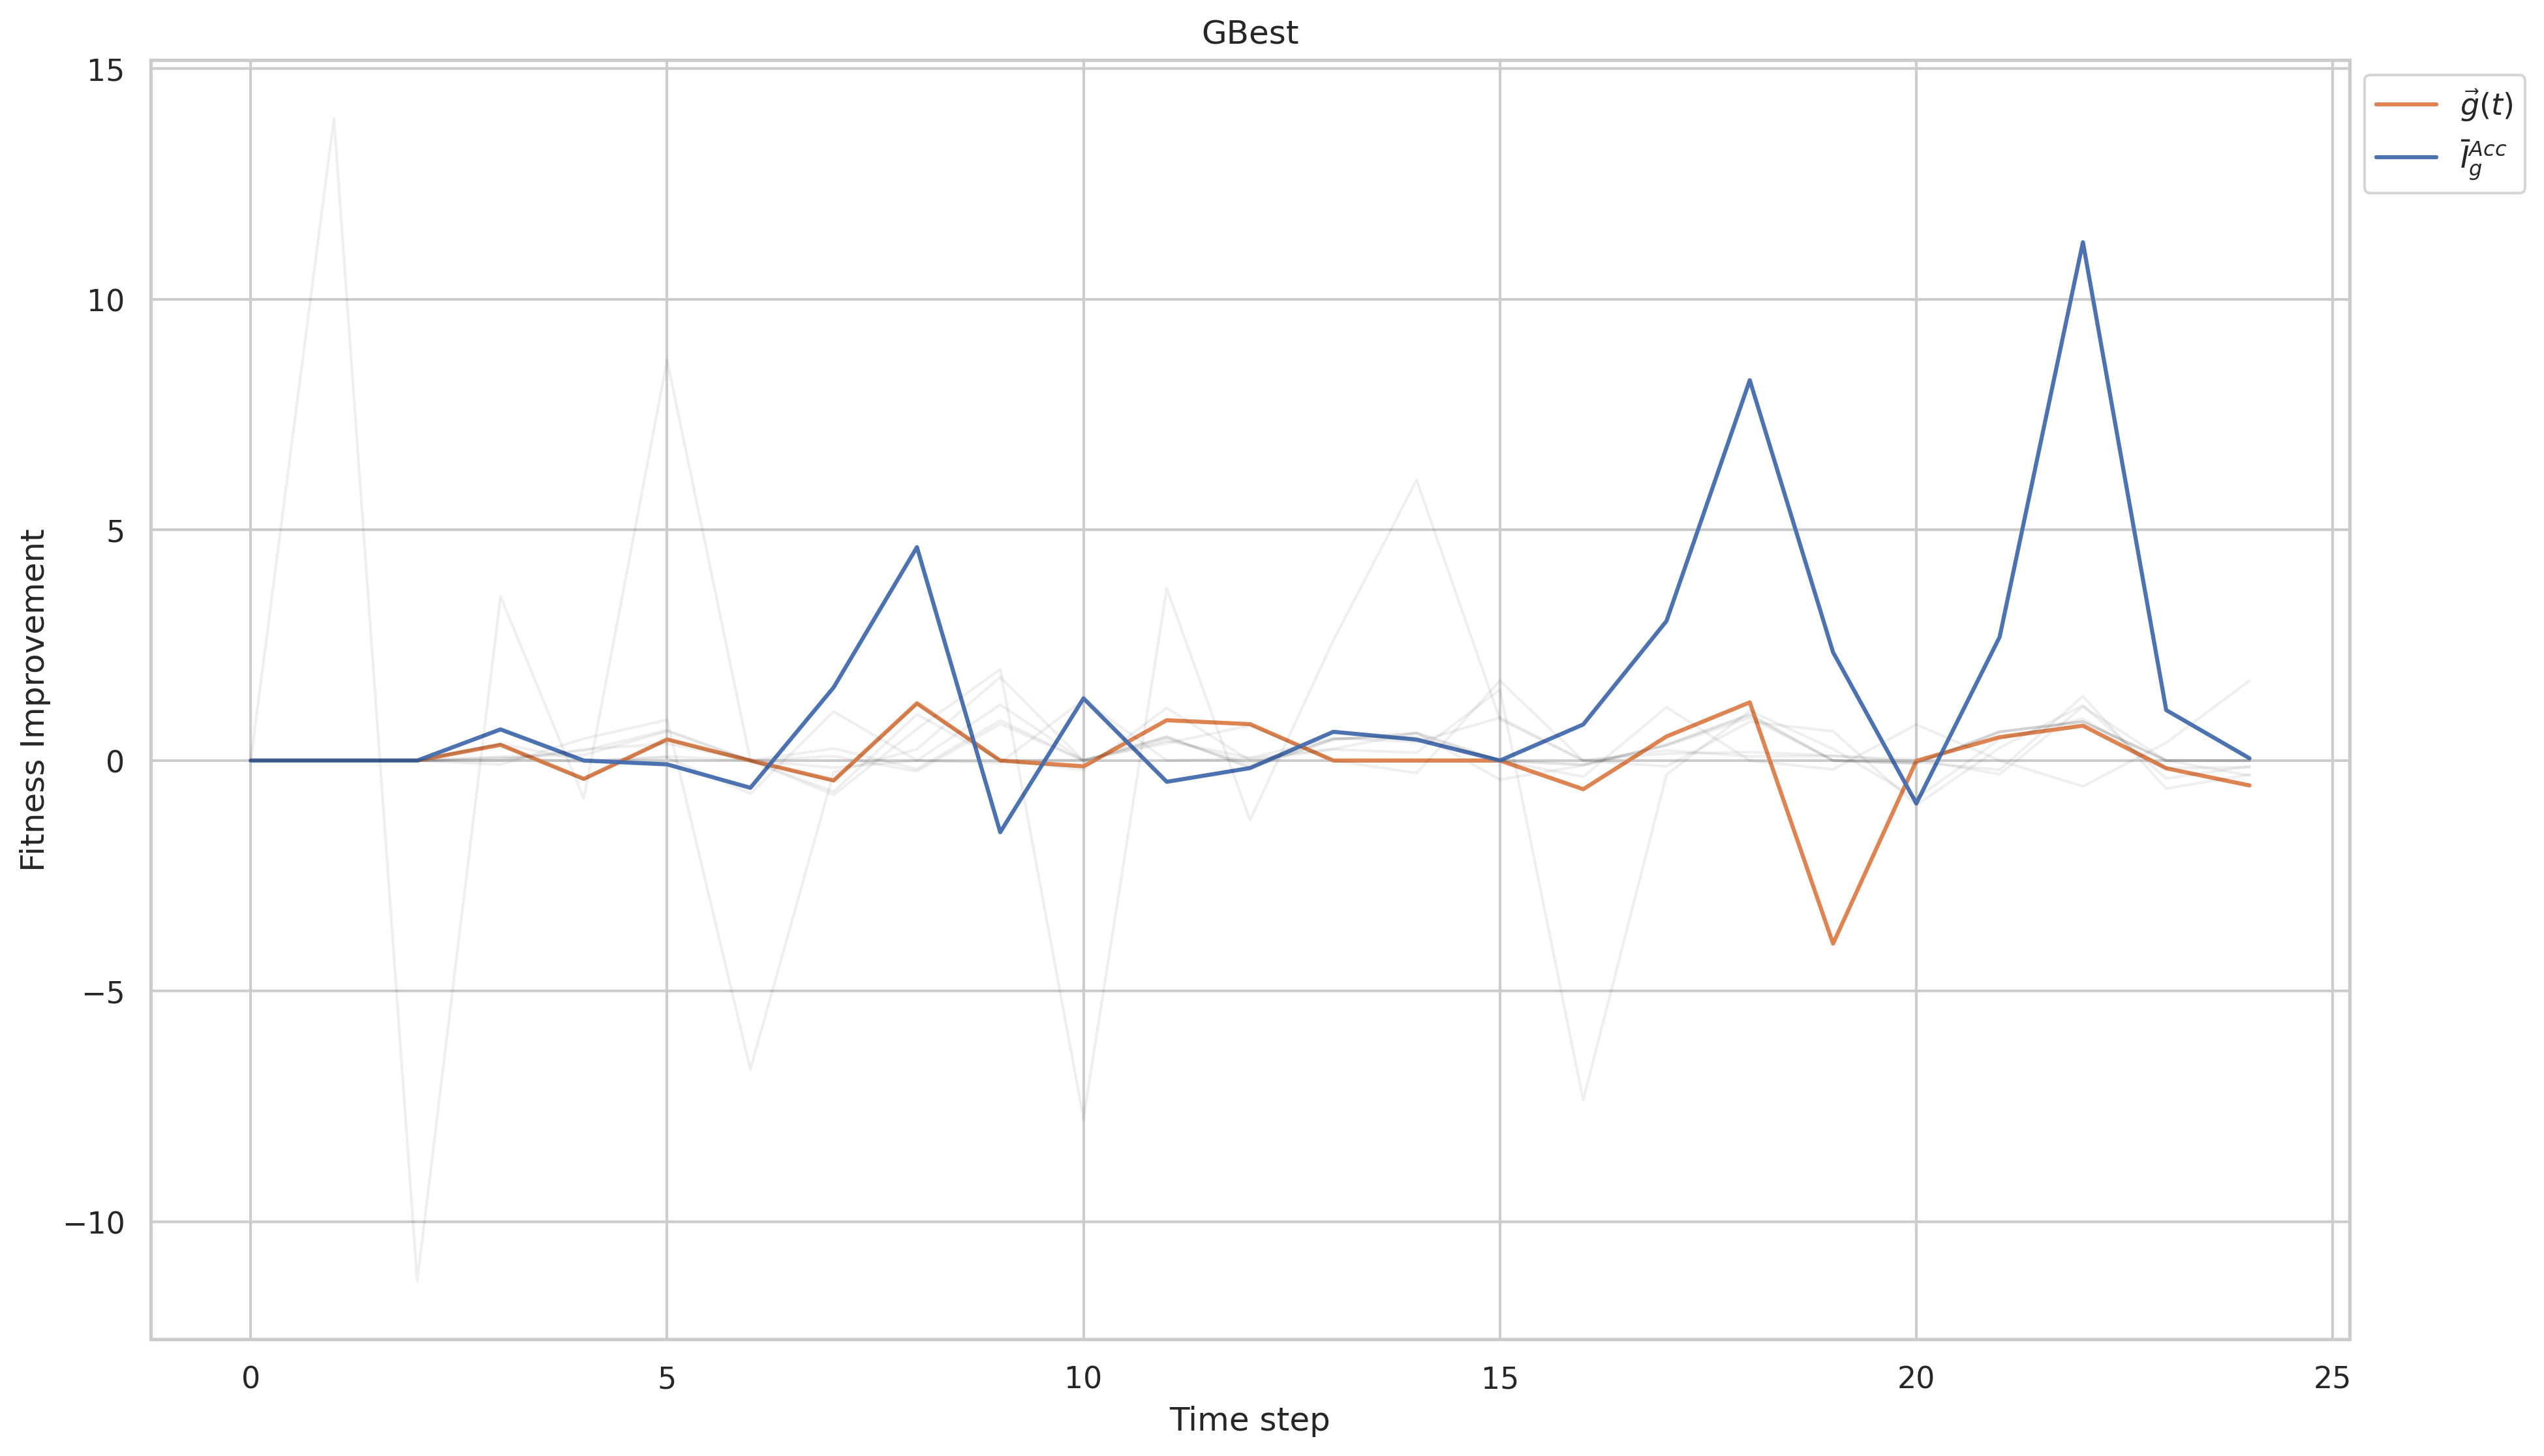 GBest
15
10
5
0
−5
−10
Fitness Improvement
0 5 10 15 20 25
Time step
g⃗(t)
Ī_g^Acc